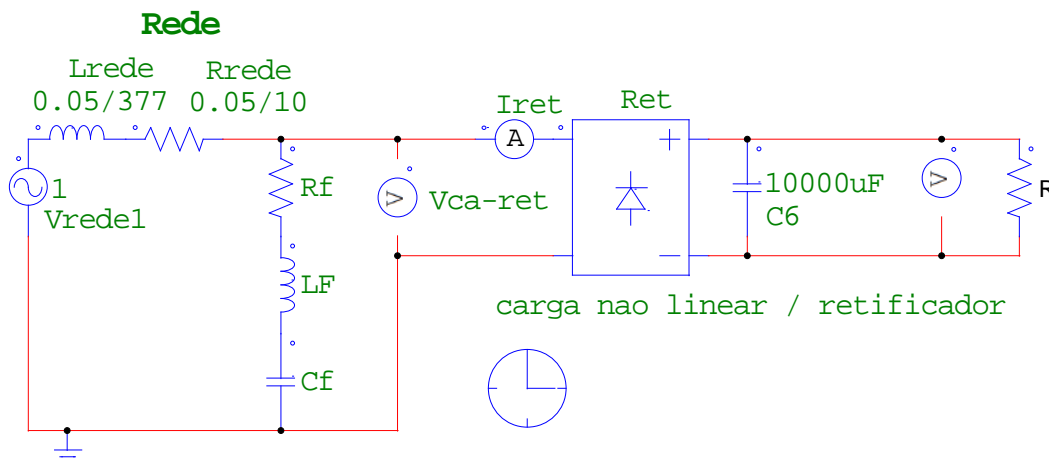 Rede
Lrede
0.05/377
Rrede
0.05/10
Iret
Ret
A
+
1
Vrede1
Rf
V
Vca-ret
10000uF
C6
V
R
−
LF
carga nao linear / retificador
Cf